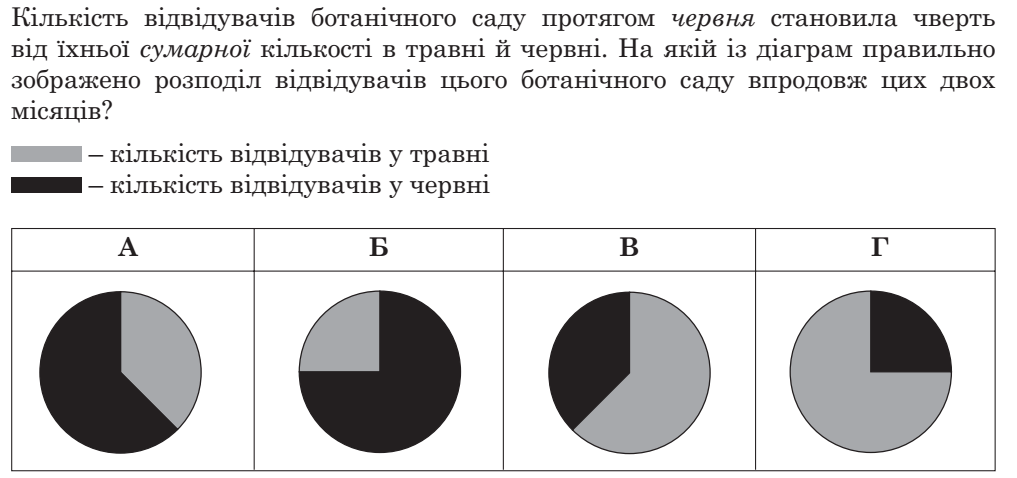 Кількість відвідувачів ботанічного саду протягом червня становила чверть
від їхньої сумарної кількості в травні й червні. На якій із діаграм правильно
зображено розподіл відвідувачів цього ботанічного саду впродовж цих двох
місяців?
– кількість відвідувачів у травні
– кількість відвідувачів у червні
А Б В Г